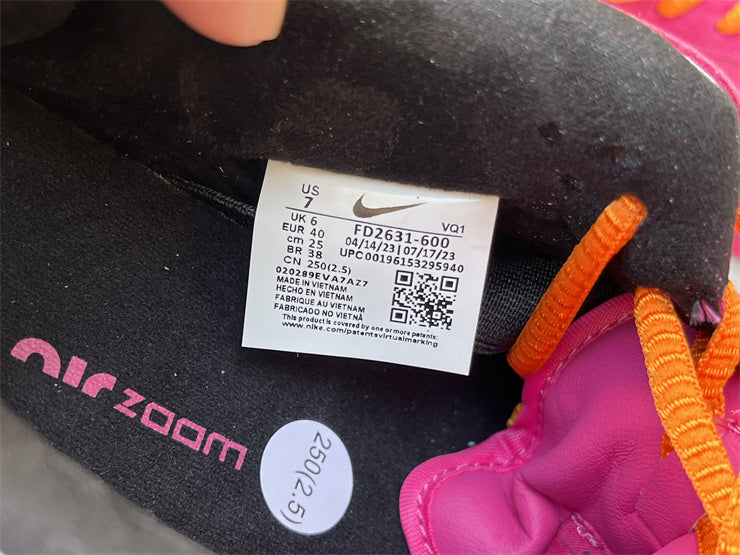 US
7
UK 6
EUR 40
cm 25
BR 38
CN 250(2.5)
VQ1
FD2631-600
04/14/23|07/17/23
UPC00196153295940
020289EVA7AZ7
MADE IN VIETNAM
HECHO EN VIETNAM
FABRIQUE AU VIETNAM
FABRICADO NO VIETNÃ
This product is covered by one or more patents:
www.nike.com/patentsvirtualmarking
air zoom
250(2.5)